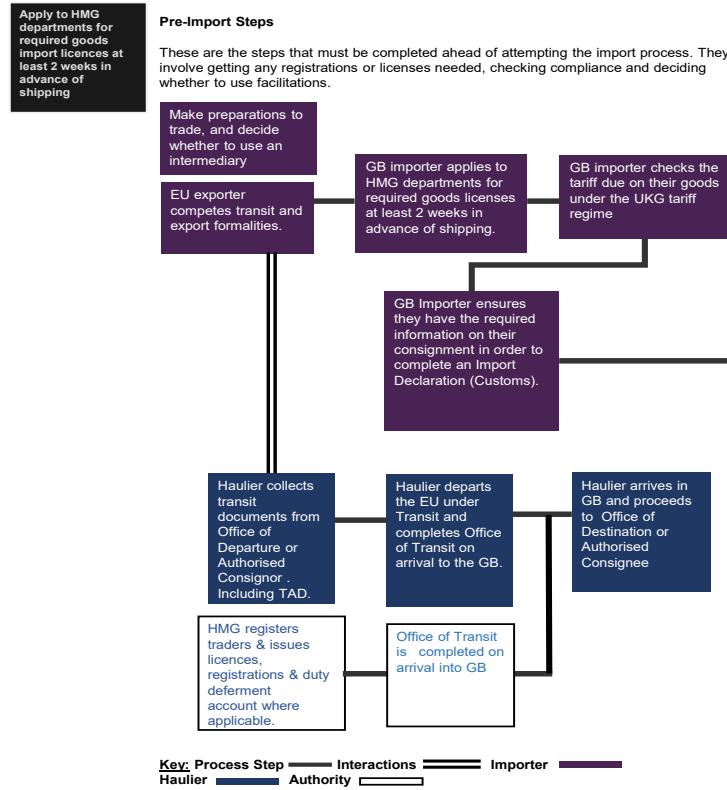 Apply to HMG
departments for
required goods
import licences at
least 2 weeks in
advance of
shipping
Pre-Import Steps
These are the steps that must be completed ahead of attempting the import process. They
involve getting any registrations or licenses needed, checking compliance and deciding
whether to use facilitations.
Make preparations to
trade, and decide
whether to use an
intermediary
EU exporter
competes transit and
export formalities.
GB importer applies to
HMG departments for
required goods licenses
at least 2 weeks in
advance of shipping.
GB importer checks the
tariff due on their goods
under the UKG tariff
regime
GB Importer ensures
they have the required
information on their
consignment in order to
complete an Import
Declaration (Customs).
Haulier collects
transit
documents from
Office of
Departure or
Authorised
Consignor .
Including TAD.
Haulier departs
the EU under
Transit and
completes Office
of Transit on
arrival to the GB.
Haulier arrives in
GB and proceeds
to Office of
Destination or
Authorised
Consignee
HMG registers
traders & issues
licences,
registrations & duty
deferment
account where
applicable.
Office of Transit
is completed on
arrival into GB
Key: Process Step Interactions Importer
Haulier Authority